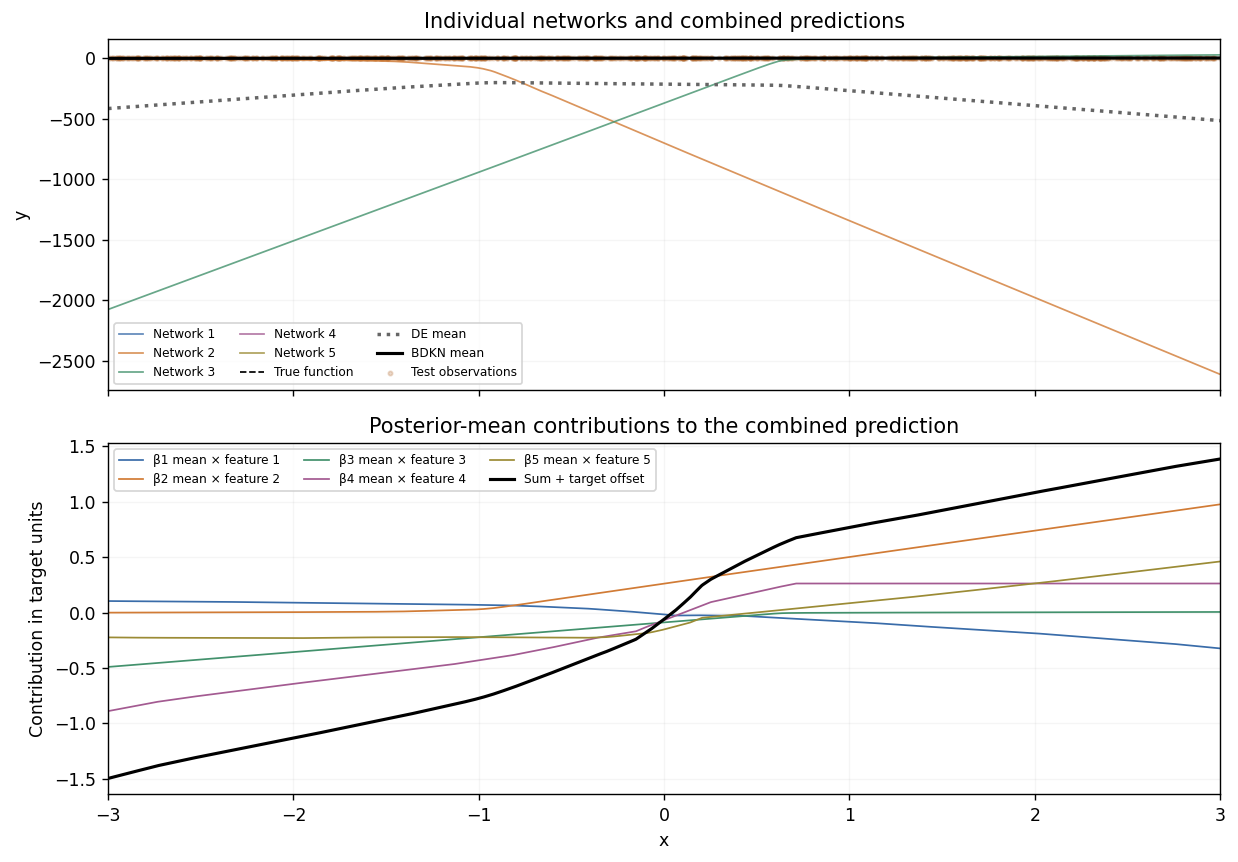 Individual networks and combined predictions
0
−500
−1000
−1500
−2000
−2500
y
Network 1 Network 4 DE mean
Network 2 Network 5 BDKN mean
Network 3 True function Test observations
Posterior-mean contributions to the combined prediction
1.5
1.0
0.5
0.0
−0.5
−1.0
−1.5
Contribution in target units
β1 mean × feature 1 β3 mean × feature 3 β5 mean × feature 5
β2 mean × feature 2 β4 mean × feature 4 Sum + target offset
−3 −2 −1 0 1 2 3
x